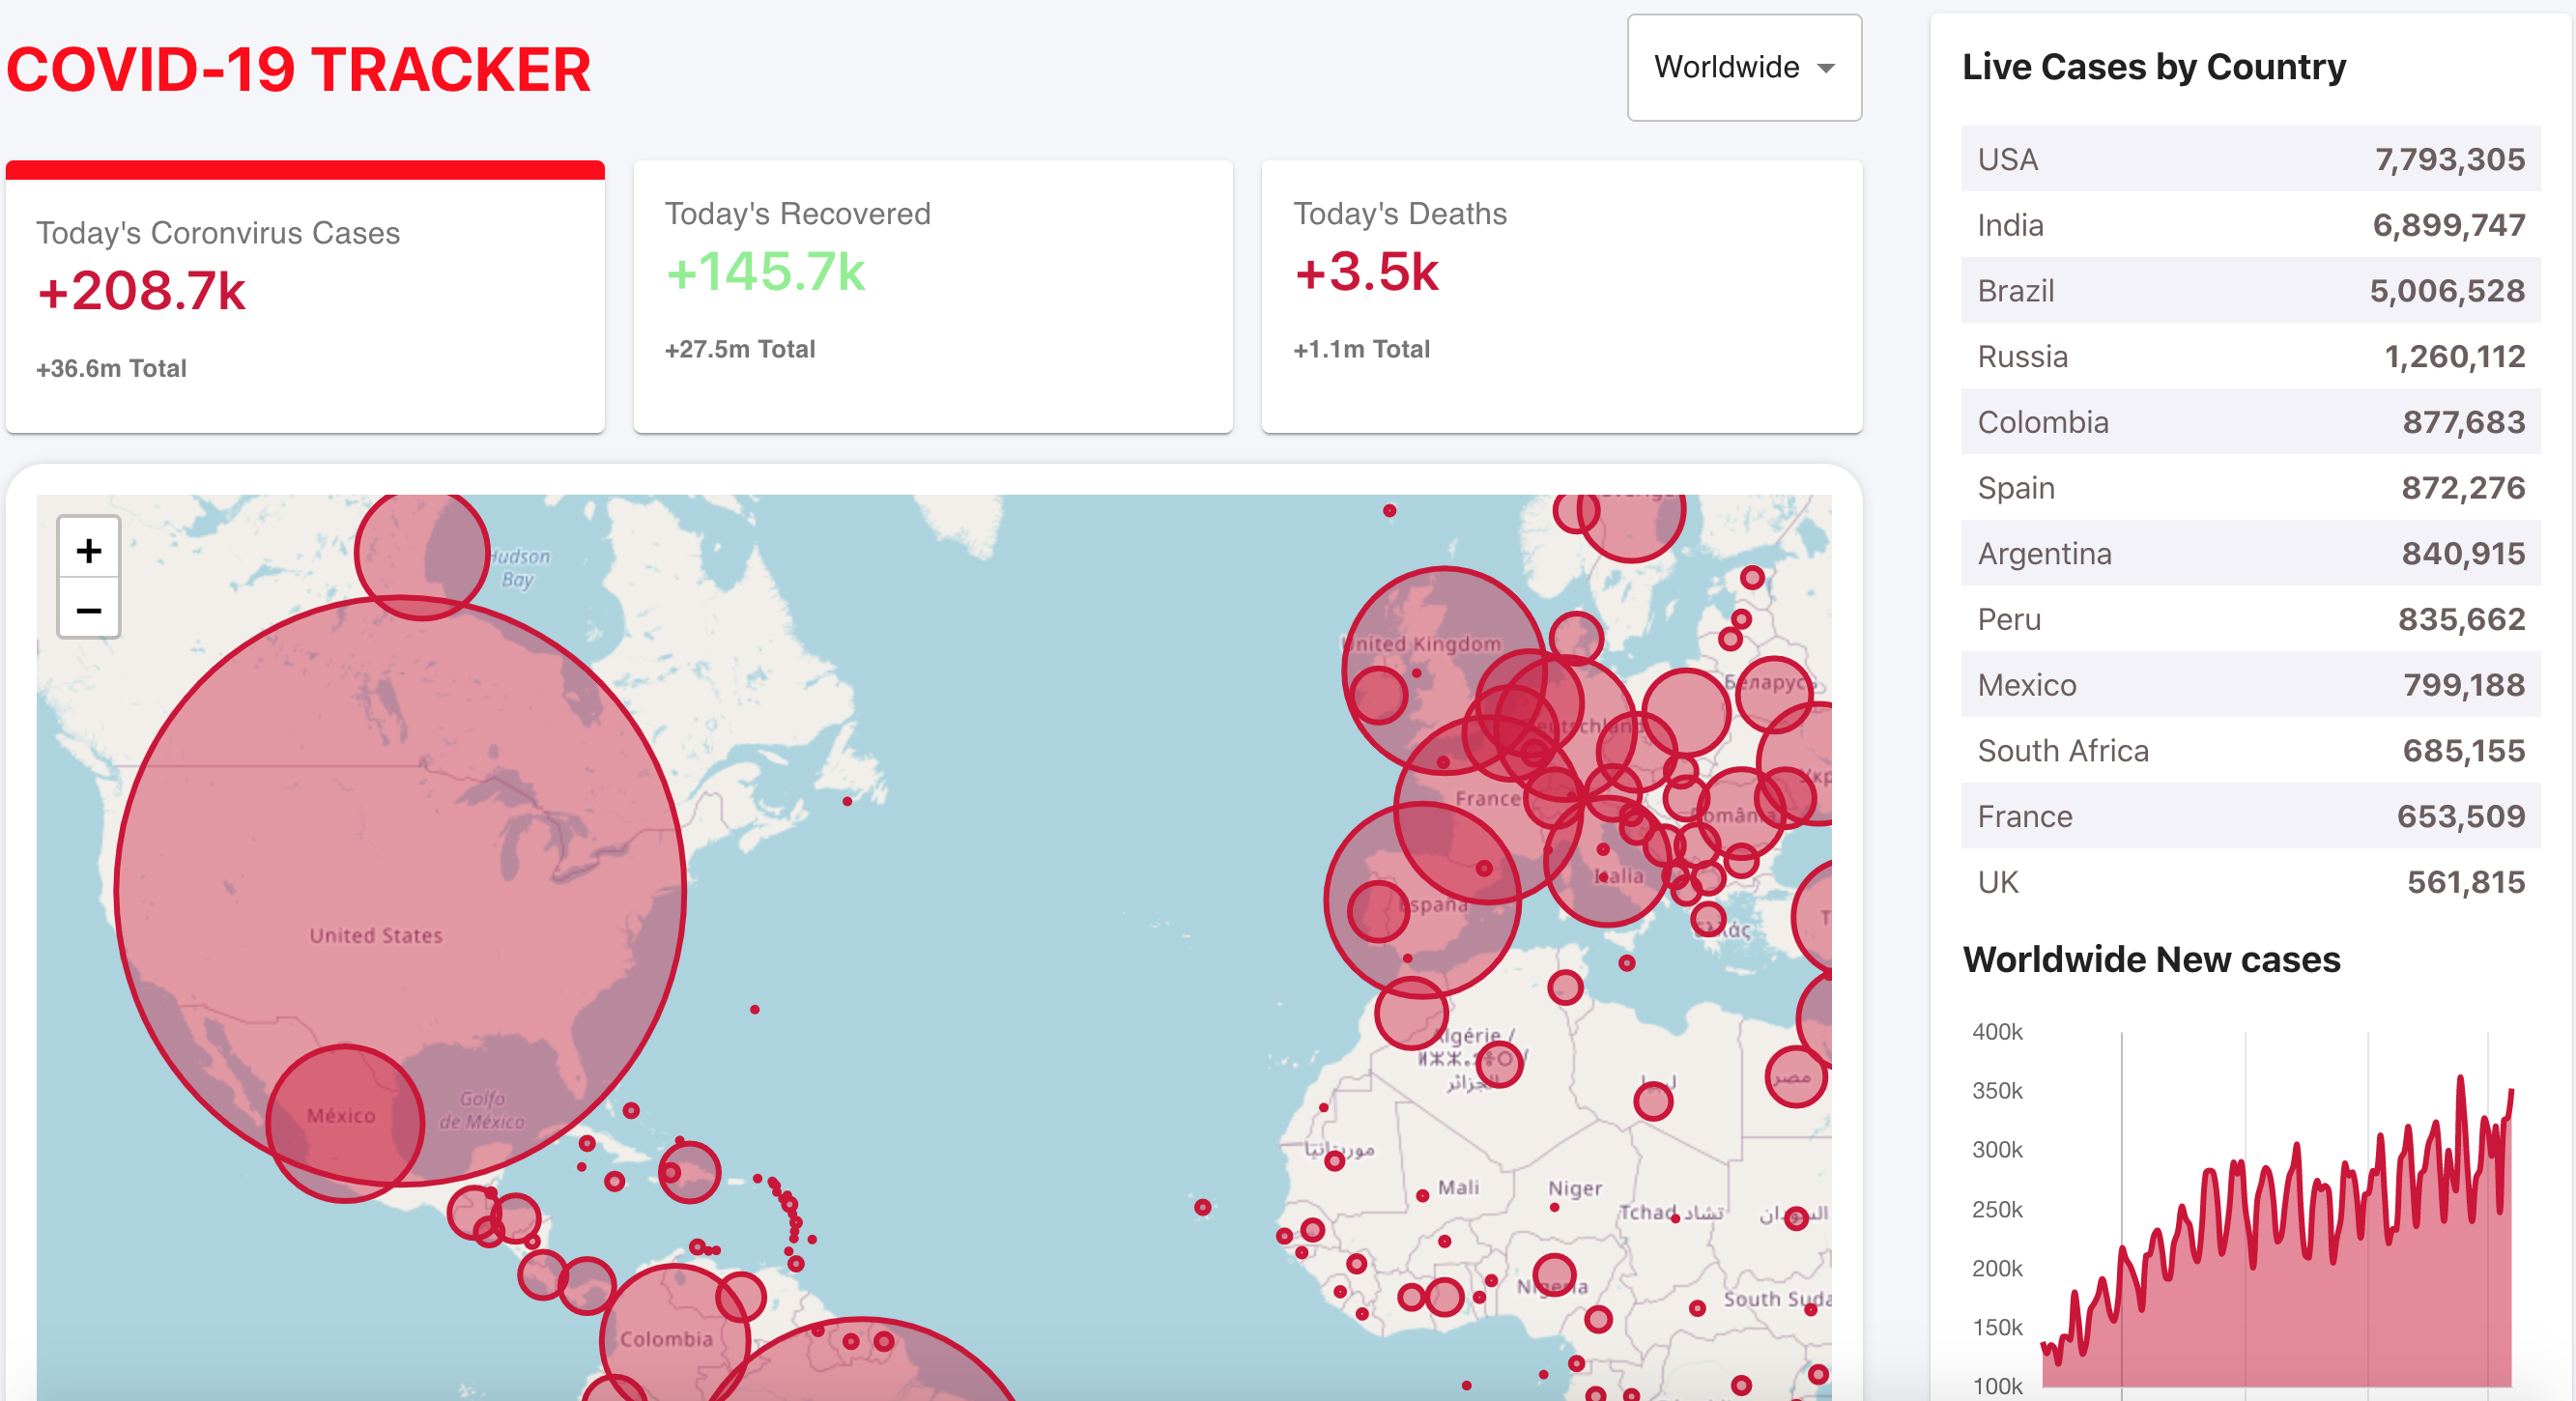 COVID-19 TRACKER
Worldwide
Today's Coronvirus Cases
+208.7k
+36.6m Total
Today's Recovered
+145.7k
+27.5m Total
Today's Deaths
+3.5k
+1.1m Total
+
−
Hudson
Bay
United States
México
Golfo
de México
Colombia
United Kingdom
Deutschland
Беларусь
France
România
Italia
España
Algérie /
الجزائر
ليبيا
مصر
موريتانيا
Mali
Niger
Tchad تشاد
السودان
Nigeria
South Suda
Live Cases by Country
USA 7,793,305
India 6,899,747
Brazil 5,006,528
Russia 1,260,112
Colombia 877,683
Spain 872,276
Argentina 840,915
Peru 835,662
Mexico 799,188
South Africa 685,155
France 653,509
UK 561,815
Worldwide New cases
400k
350k
300k
250k
200k
150k
100k